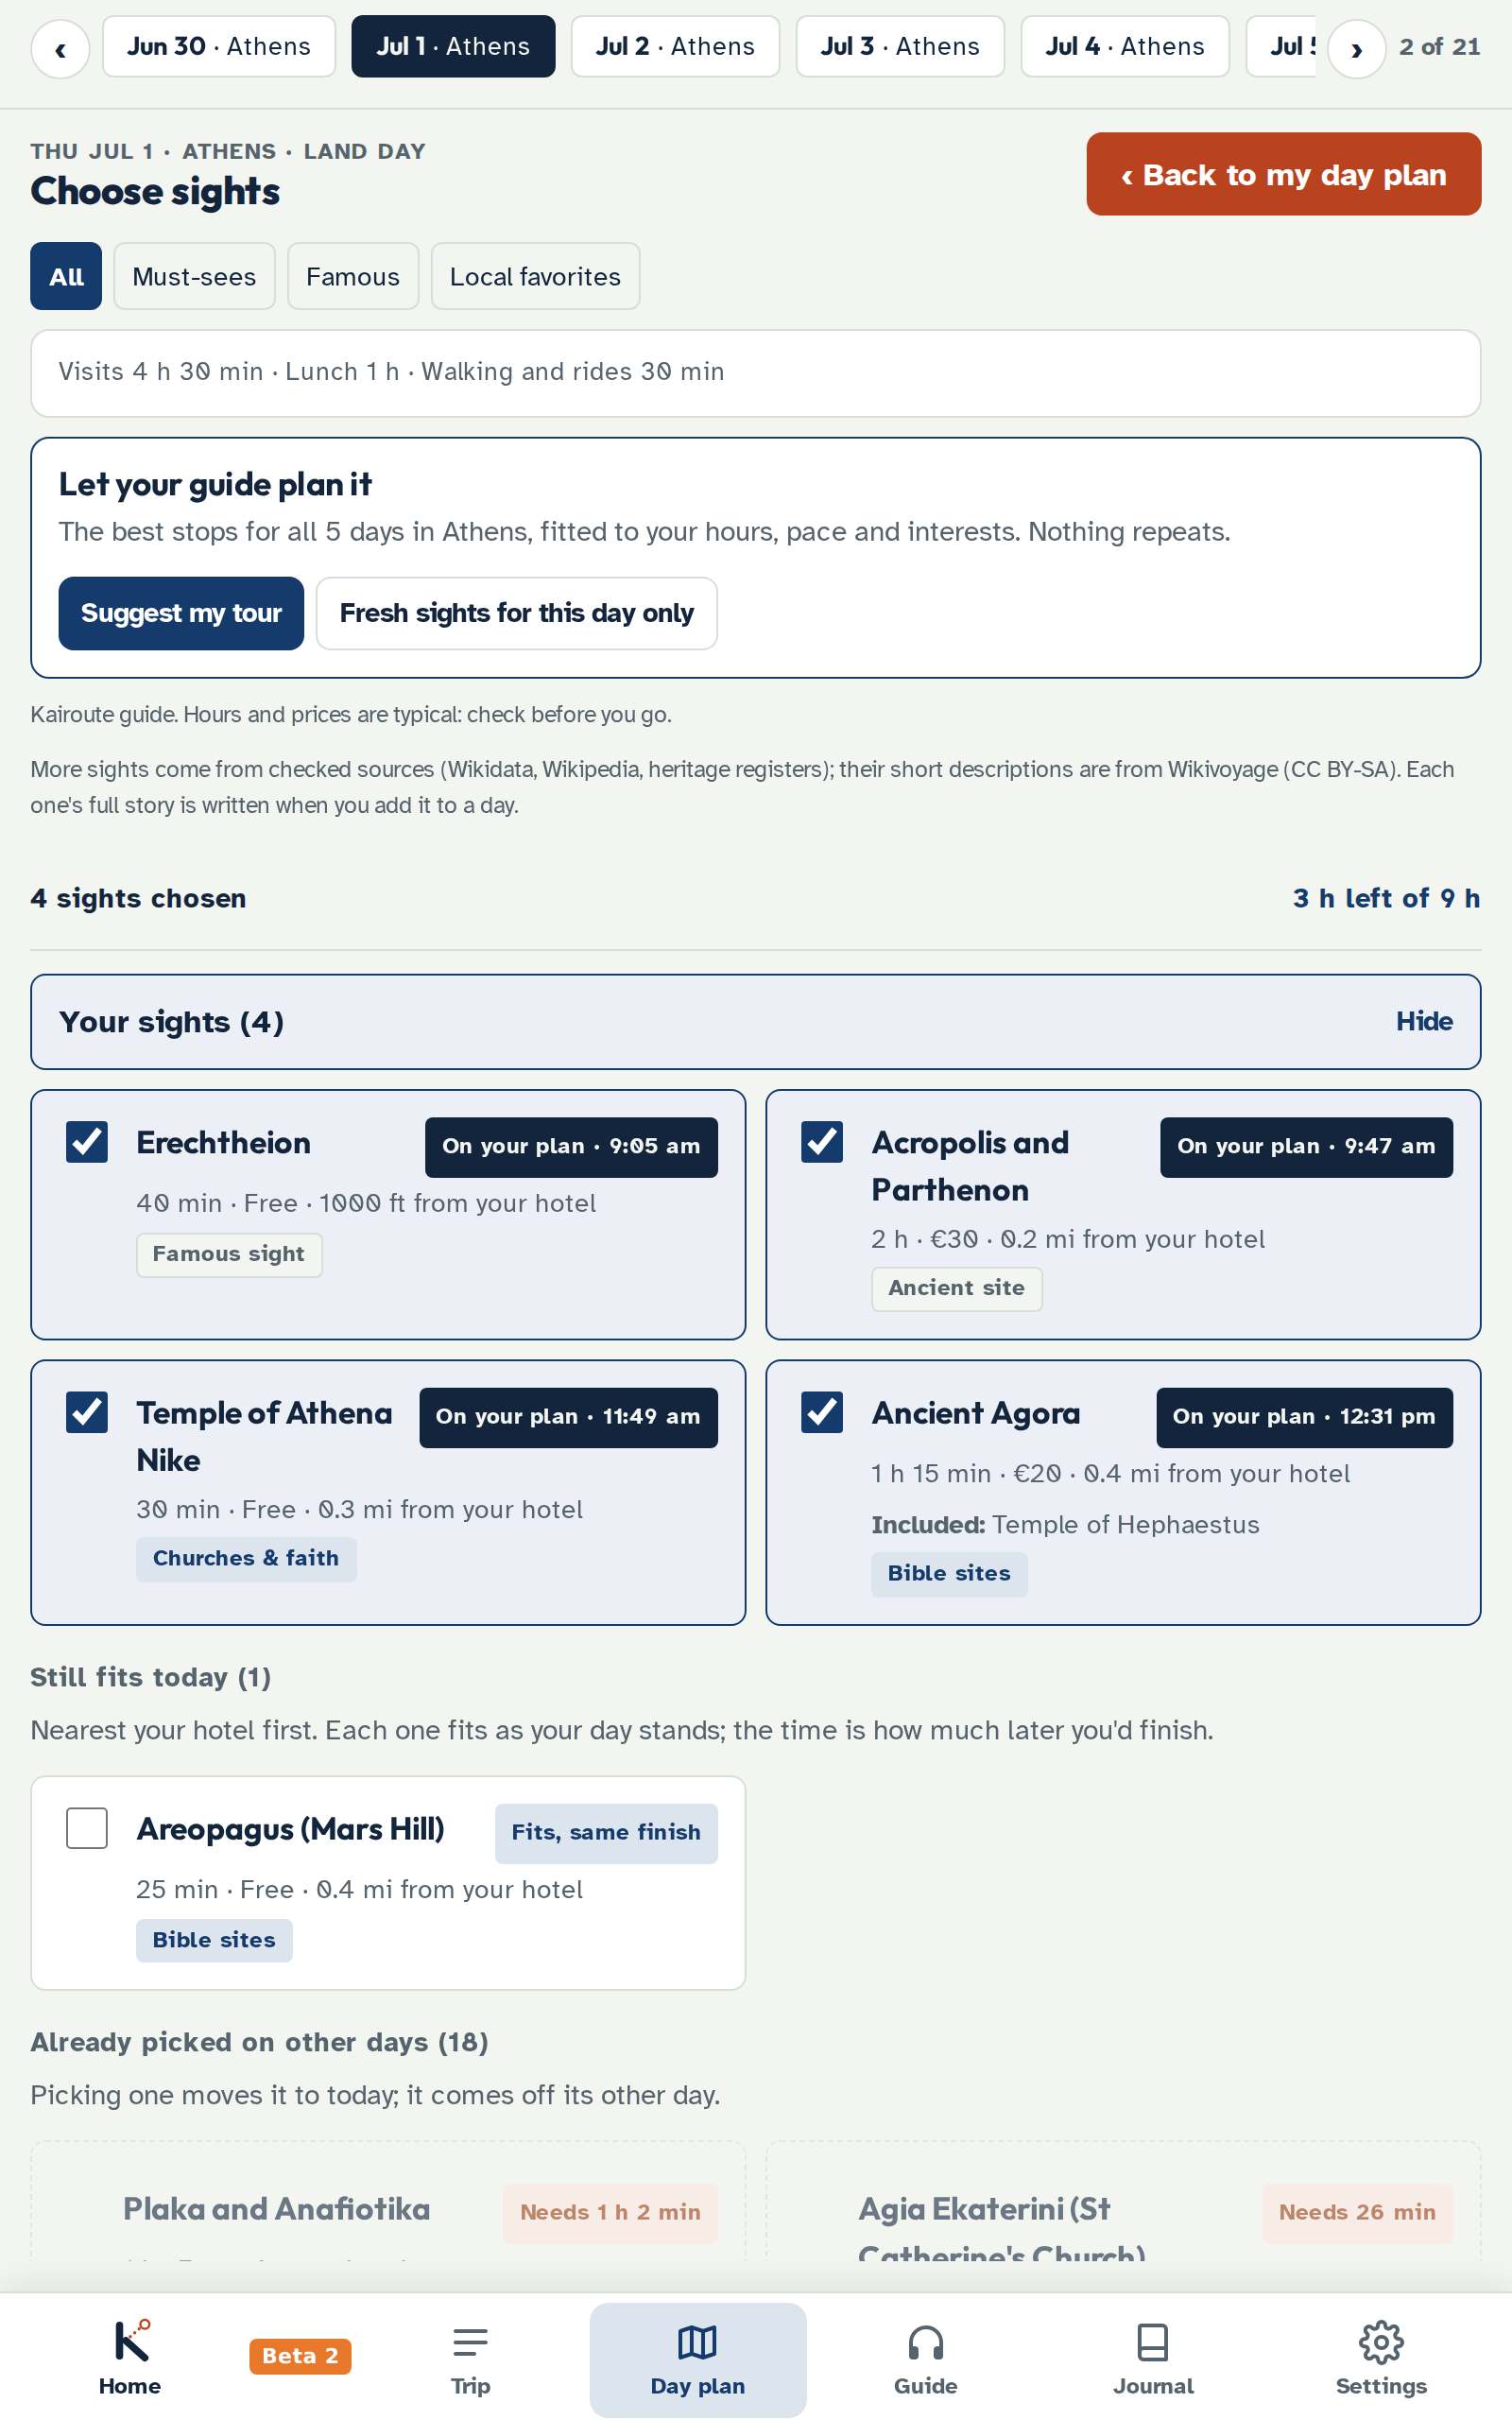 ‹
Jun 30 · Athens
Jul 1 · Athens
Jul 2 · Athens
Jul 3 · Athens
Jul 4 · Athens
Jul
›
2 of 21
THU JUL 1 · ATHENS · LAND DAY
Choose sights
‹ Back to my day plan
All
Must-sees
Famous
Local favorites
Visits 4 h 30 min · Lunch 1 h · Walking and rides 30 min
Let your guide plan it
The best stops for all 5 days in Athens, fitted to your hours, pace and interests. Nothing repeats.
Suggest my tour
Fresh sights for this day only
Kairoute guide. Hours and prices are typical: check before you go.
More sights come from checked sources (Wikidata, Wikipedia, heritage registers); their short descriptions are from Wikivoyage (CC BY-SA). Each
one's full story is written when you add it to a day.
4 sights chosen
3 h left of 9 h
Your sights (4)
Hide
Erechtheion
On your plan · 9:05 am
40 min · Free · 1000 ft from your hotel
Famous sight
Acropolis and
Parthenon
On your plan · 9:47 am
2 h · €30 · 0.2 mi from your hotel
Ancient site
Temple of Athena
Nike
On your plan · 11:49 am
30 min · Free · 0.3 mi from your hotel
Churches & faith
Ancient Agora
On your plan · 12:31 pm
1 h 15 min · €20 · 0.4 mi from your hotel
Included: Temple of Hephaestus
Bible sites
Still fits today (1)
Nearest your hotel first. Each one fits as your day stands; the time is how much later you'd finish.
Areopagus (Mars Hill)
Fits, same finish
25 min · Free · 0.4 mi from your hotel
Bible sites
Already picked on other days (18)
Picking one moves it to today; it comes off its other day.
Plaka and Anafiotika
Needs 1 h 2 min
Agia Ekaterini (St
Catherine's Church)
Needs 26 min
Home
Beta 2
Trip
Day plan
Guide
Journal
Settings